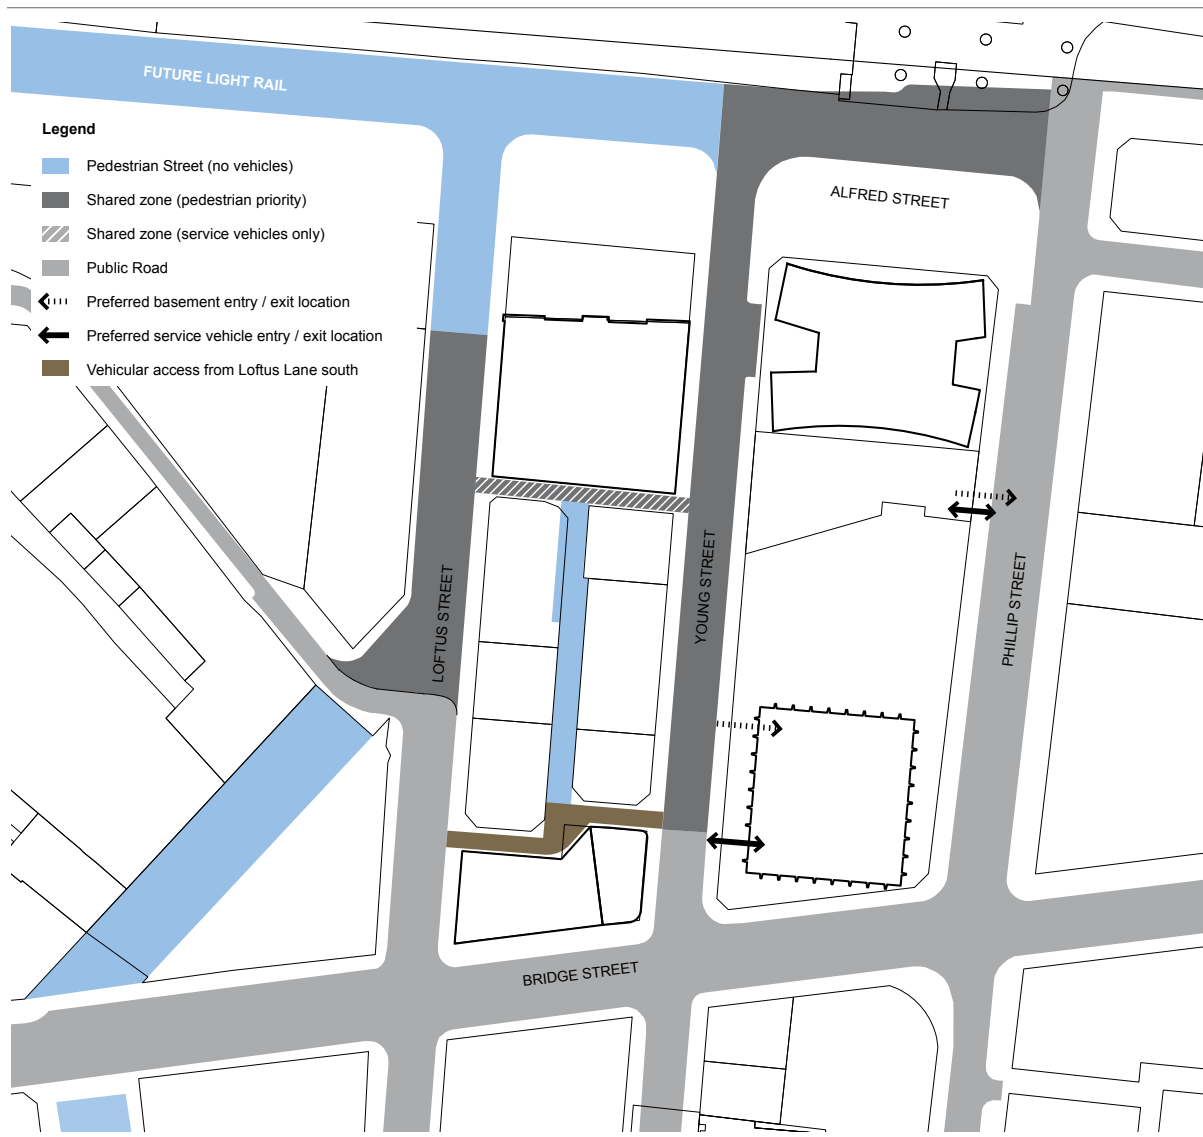 FUTURE LIGHT RAIL
Legend
Pedestrian Street (no vehicles)
Shared zone (pedestrian priority)
Shared zone (service vehicles only)
Public Road
Preferred basement entry / exit location
Preferred service vehicle entry / exit location
Vehicular access from Loftus Lane south
ALFRED STREET
LOFTUS STREET
YOUNG STREET
PHILLIP STREET
BRIDGE STREET